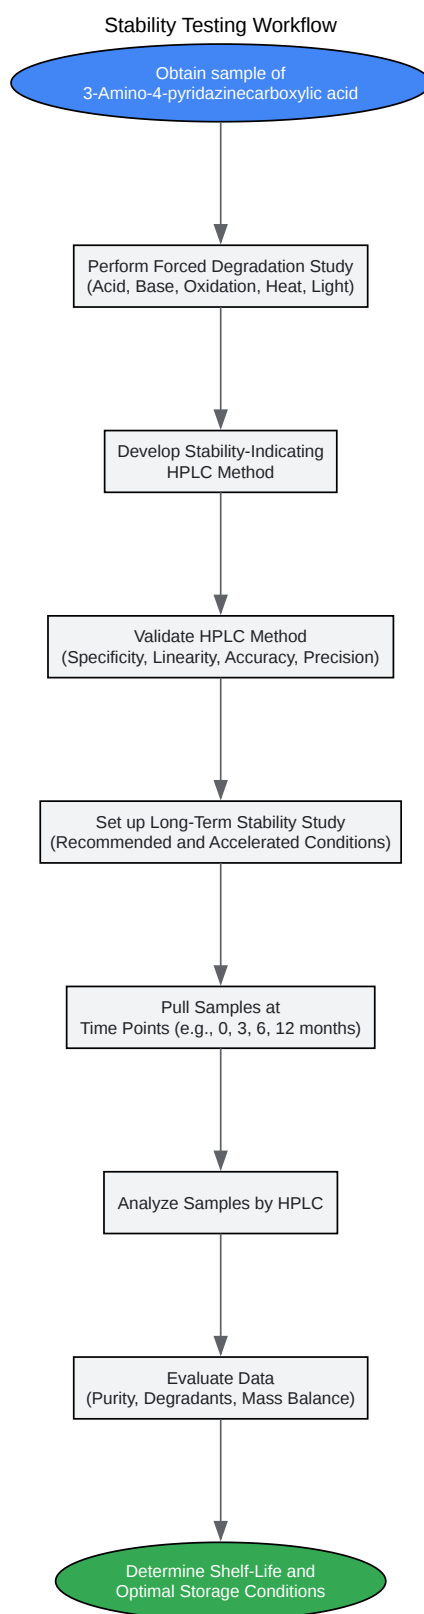 Stability Testing Workflow
Obtain sample of
3-Amino-4-pyridazinecarboxylic acid
Perform Forced Degradation Study
(Acid, Base, Oxidation, Heat, Light)
Develop Stability-Indicating
HPLC Method
Validate HPLC Method
(Specificity, Linearity, Accuracy, Precision)
Set up Long-Term Stability Study
(Recommended and Accelerated Conditions)
Pull Samples at
Time Points (e.g., 0, 3, 6, 12 months)
Analyze Samples by HPLC
Evaluate Data
(Purity, Degradants, Mass Balance)
Determine Shelf-Life and
Optimal Storage Conditions